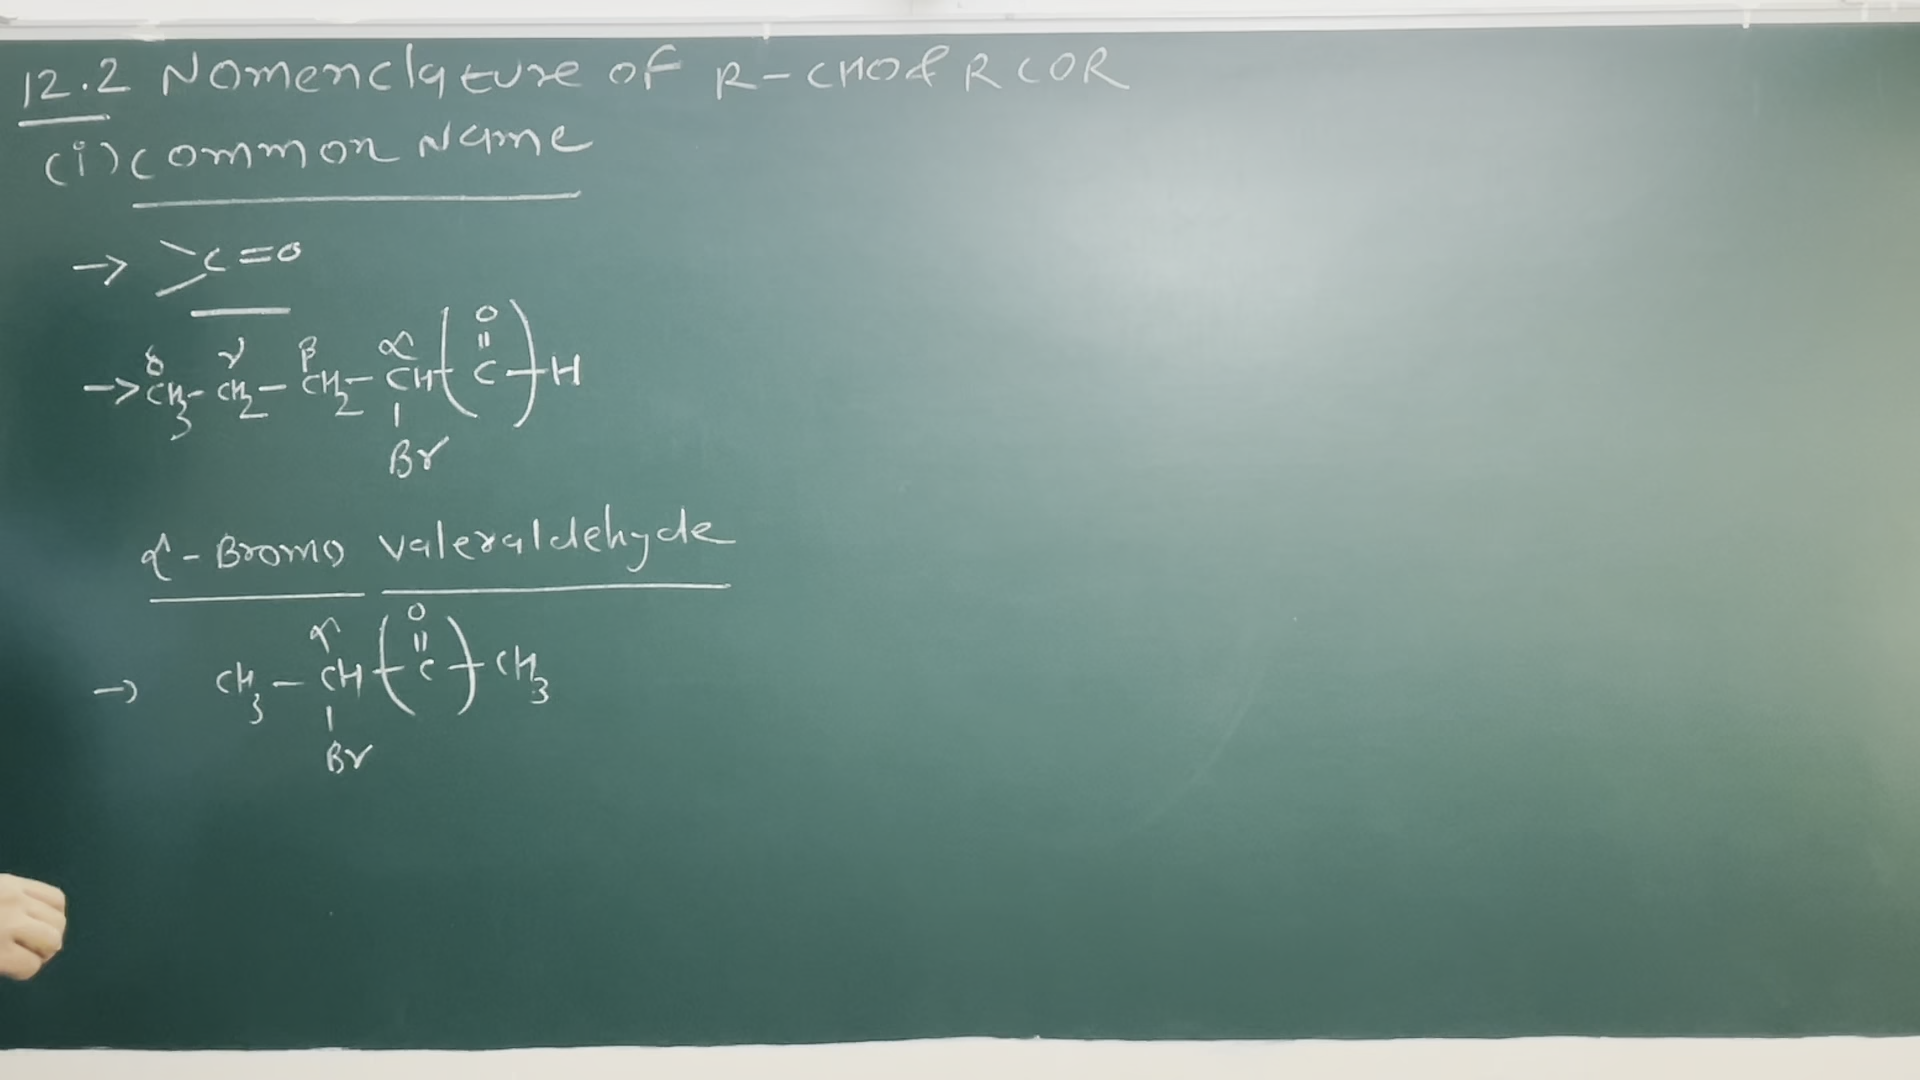 12.2 Nomenclature of R-CHO & RCOR
(i) Common Name
→ >C=O
δ γ β α O
→ CH3-CH2-CH2-CH(-C-)H
Br
α-Bromo valeraldehyde
α O
→ CH3-CH(-C-)CH3
Br